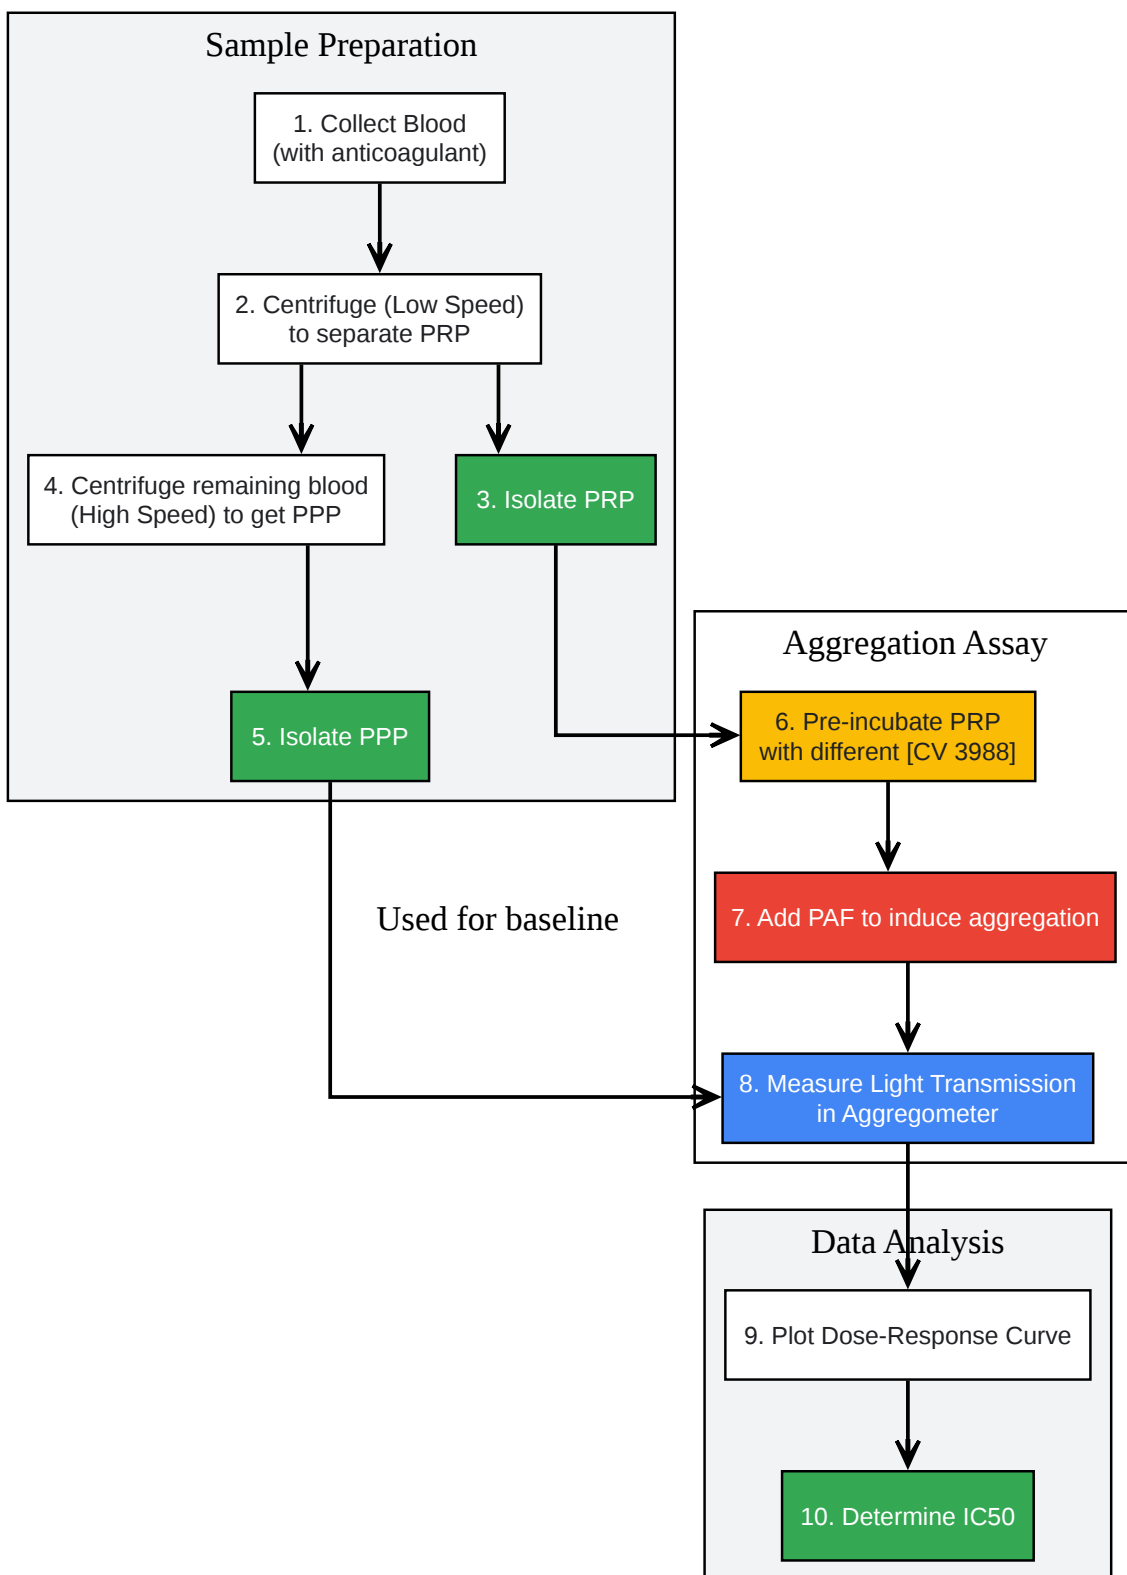 Sample Preparation
1. Collect Blood
(with anticoagulant)
2. Centrifuge (Low Speed)
to separate PRP
4. Centrifuge remaining blood
(High Speed) to get PPP
3. Isolate PRP
5. Isolate PPP
Used for baseline
Aggregation Assay
6. Pre-incubate PRP
with different [CV 3988]
7. Add PAF to induce aggregation
8. Measure Light Transmission
in Aggregometer
Data Analysis
9. Plot Dose-Response Curve
10. Determine IC50